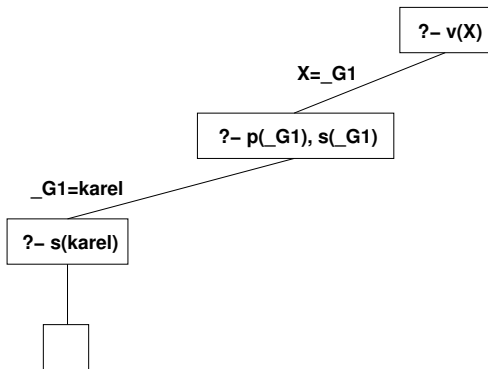 ?– v(X)
X=_G1
?– p(_G1), s(_G1)
_G1=karel
?– s(karel)